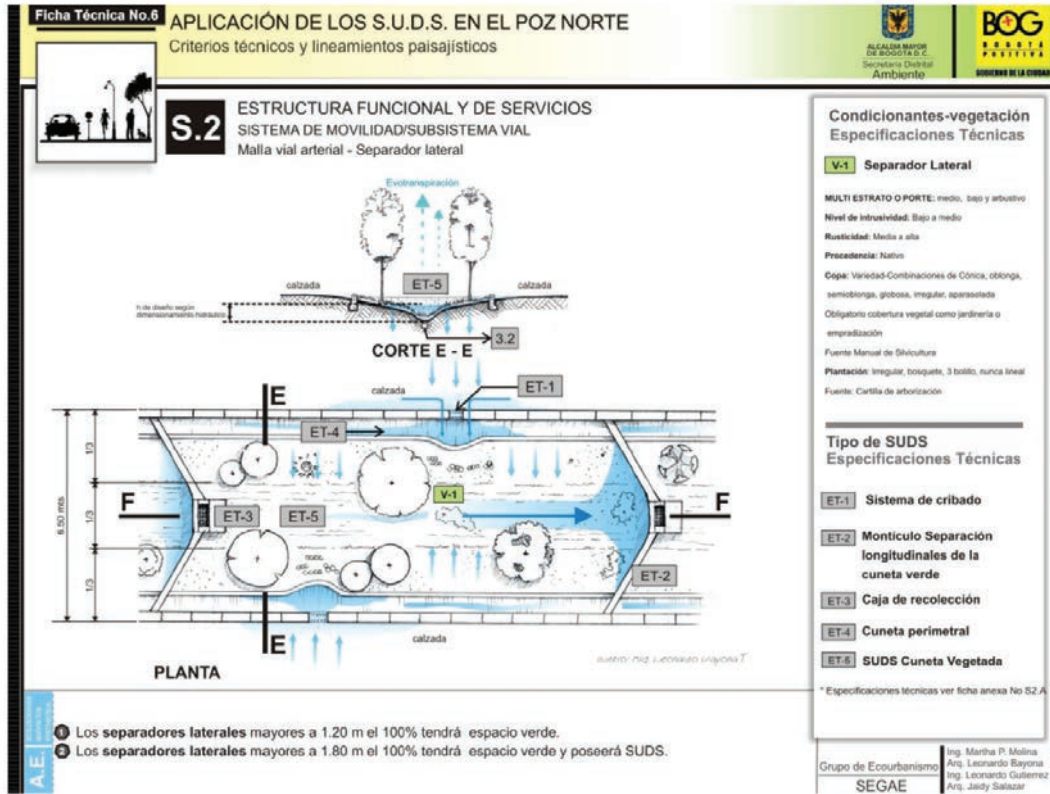 Ficha Técnica No.6
APLICACIÓN DE LOS S.U.D.S. EN EL POZ NORTE
Criterios técnicos y lineamientos paisajísticos
ALCALDIA MAYOR
DE BOGOTA D.C.
Secretaría Distrital
Ambiente
BOG
BOGOTÁ
POSITIVA
GOBIERNO DE LA CIUDAD
S.2
ESTRUCTURA FUNCIONAL Y DE SERVICIOS
SISTEMA DE MOVILIDAD/SUBSISTEMA VIAL
Malla vial arterial - Separador lateral
Evotranspiración
calzada
ET-5
calzada
h de diseño según
dimensionamiento hidráulico
3.2
CORTE E - E
calzada
ET-1
E
ET-4
6.50 mts
1/3
1/3
1/3
F
ET-3
ET-5
V-1
F
ET-2
E
calzada
PLANTA
Condicionantes-vegetación
Especificaciones Técnicas
V-1 Separador Lateral
MULTI ESTRATO O PORTE: medio, bajo y arbustivo
Nivel de intrusividad: Bajo a medio
Rusticidad: Media a alta
Procedencia: Nativo
Copa: Variedad-Combinaciones de Cónica, oblonga,
semioblonga, globosa, irregular, aparasolada
Obligatorio cobertura vegetal como jardinería o
empradización
Fuente Manual de Silvicultura
Plantación: Irregular, bosquete, 3 bolillo, nunca lineal
Fuente: Cartilla de arborización
Tipo de SUDS
Especificaciones Técnicas
ET-1 Sistema de cribado
ET-2 Montículo Separación
longitudinales de la
cuneta verde
ET-3 Caja de recolección
ET-4 Cuneta perimetral
ET-5 SUDS Cuneta Vegetada
* Especificaciones técnicas ver ficha anexa No S2.A
A.E.
1 Los separadores laterales mayores a 1.20 m el 100% tendrá espacio verde.
2 Los separadores laterales mayores a 1.80 m el 100% tendrá espacio verde y poseerá SUDS.
Grupo de Ecourbanismo
SEGAE
Ing. Martha P. Molina
Arq. Leonardo Bayona
Ing. Leonardo Gutierrez
Arq. Jaidy Salazar